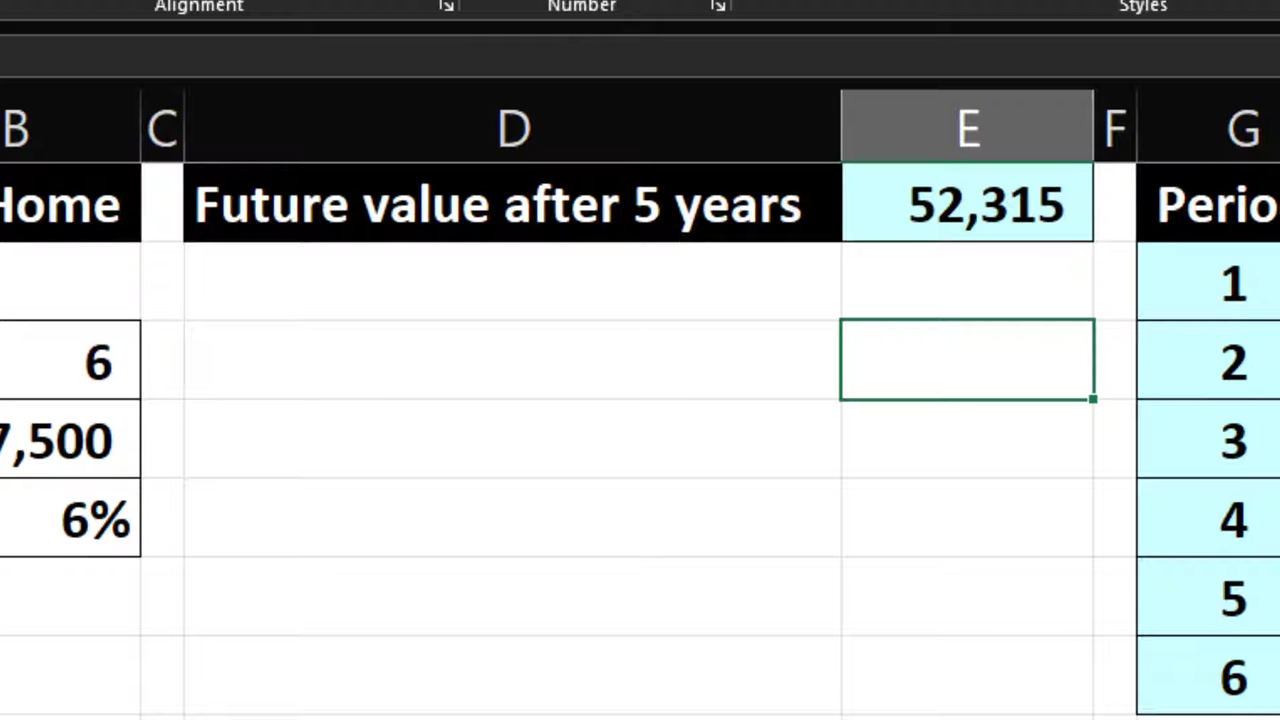 Alignment Number Styles
B C D E F G
Home Future value after 5 years 52,315 Perio
1
6 2
7,500 3
6% 4
5
6